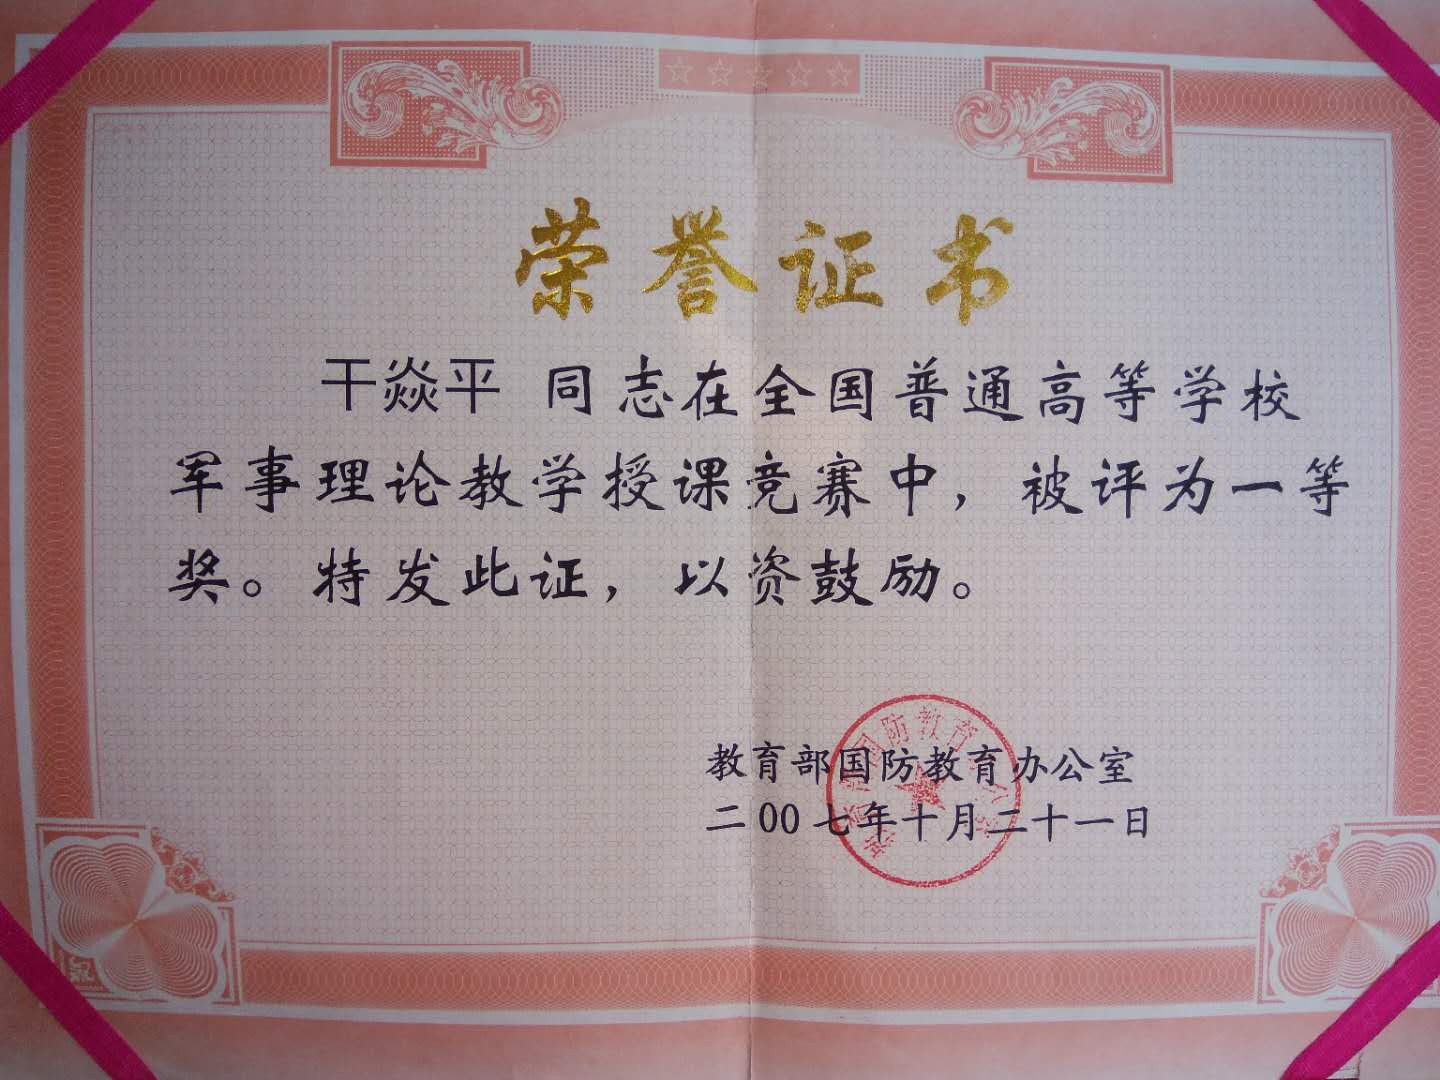 荣誉证书
干焱平 同志在全国普通高等学校
军事理论教学授课竞赛中，被评为一等
奖。特发此证，以资鼓励。
教育部国防教育办公室
二00七年十月二十一日